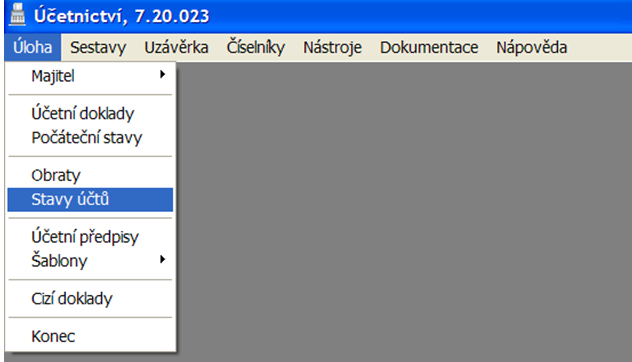 Účetnictví, 7.20.023
Úloha Sestavy Uzávěrka Číselníky Nástroje Dokumentace Nápověda
Majitel
Účetní doklady
Počáteční stavy
Obraty
Stavy účtů
Účetní předpisy
Šablony
Cizí doklady
Konec